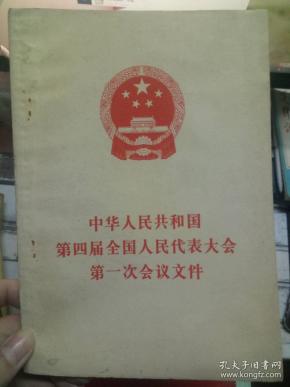 中华人民共和国
第四届全国人民代表大会
第一次会议文件
孔夫子旧书网